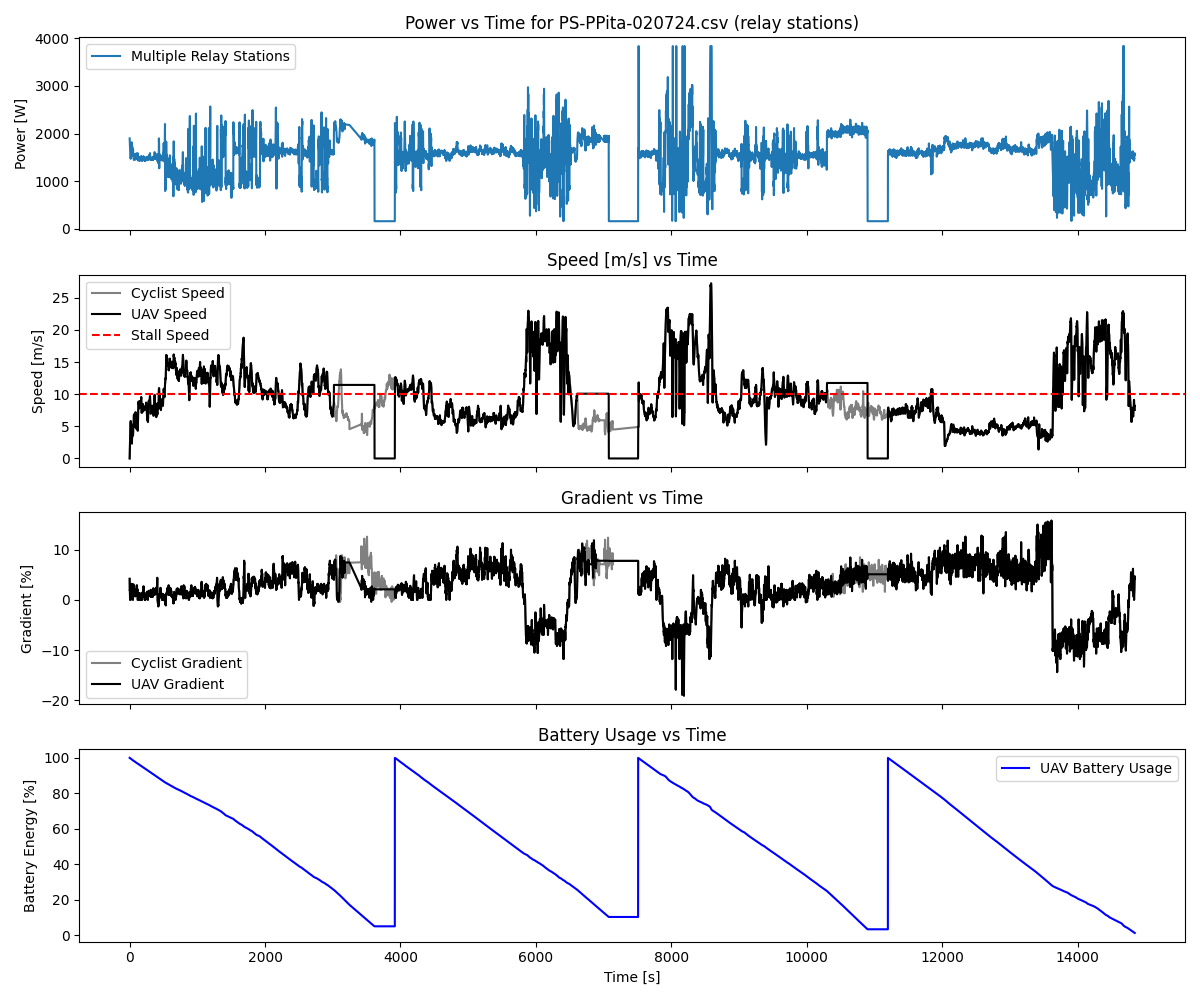 Power vs Time for PS-PPita-020724.csv (relay stations)
Power [W]
4000
3000
2000
1000
0
Multiple Relay Stations
Speed [m/s] vs Time
Speed [m/s]
25
20
15
10
5
0
Cyclist Speed
UAV Speed
Stall Speed
Gradient vs Time
Gradient [%]
10
0
−10
−20
Cyclist Gradient
UAV Gradient
Battery Usage vs Time
Battery Energy [%]
100
80
60
40
20
0
UAV Battery Usage
0 2000 4000 6000 8000 10000 12000 14000
Time [s]